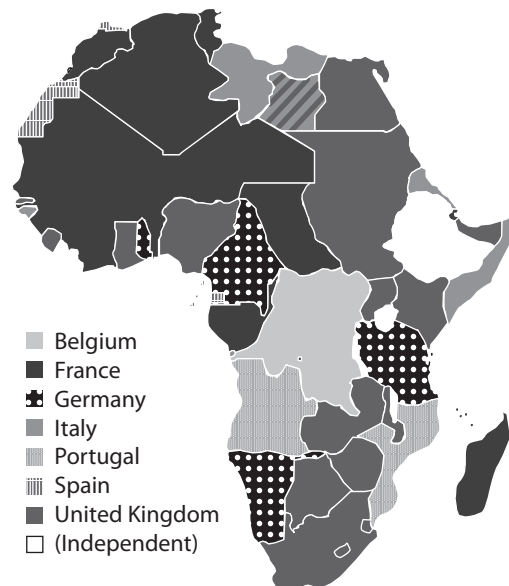 Belgium
France
Germany
Italy
Portugal
Spain
United Kingdom
(Independent)